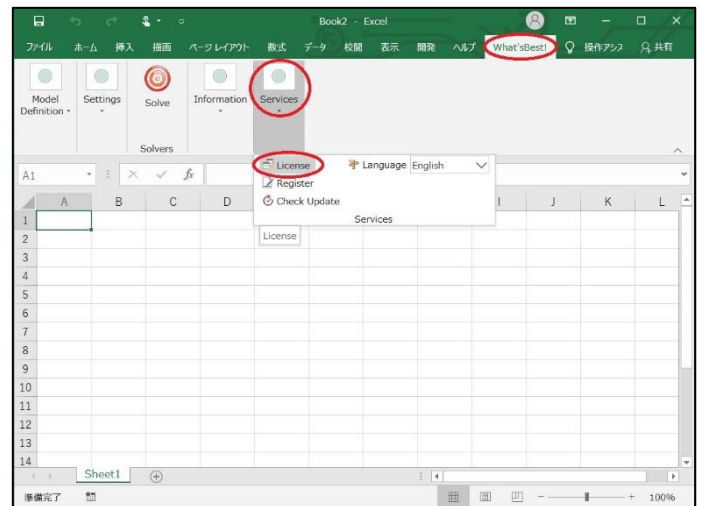 Book2 - Excel
ファイル ホーム 挿入 描画 ページ レイアウト 数式 データ 校閲 表示 開発 ヘルプ What'sBest! 操作アシス 共有
Model Definition Settings Solve Information Services
Solvers
License Language English
Register
Check Update
Services
License
A1 fx
A B C D I J K L
1
2
3
4
5
6
7
8
9
10
11
12
13
14
Sheet1
準備完了 100%